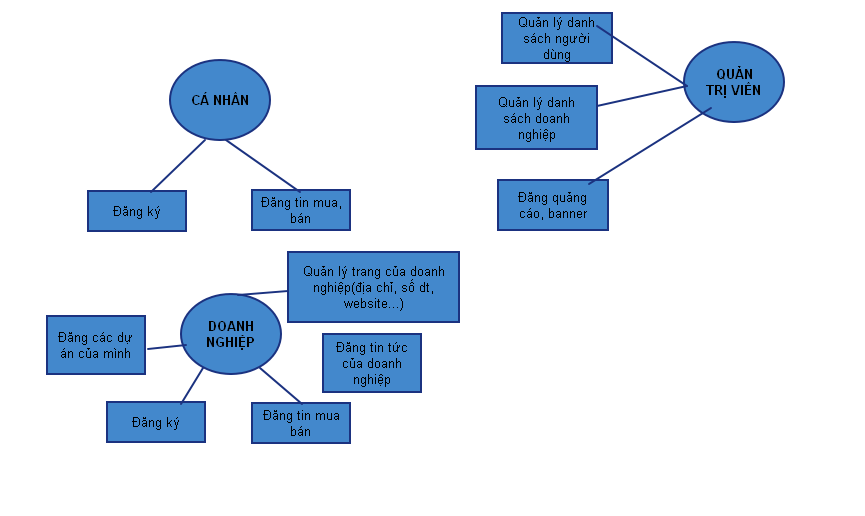 Quản lý danh
sách người
dùng
QUẢN
TRỊ VIÊN
CÁ NHÂN
Quản lý danh
sách doanh
nghiệp
Đăng ký
Đăng tin mua,
bán
Đăng quảng
cáo, banner
Quản lý trang của doanh
nghiệp(địa chỉ, số dt,
website...)
DOANH
NGHIỆP
Đăng các dự
án của mình
Đăng tin tức
của doanh
nghiệp
Đăng ký
Đăng tin mua
bán